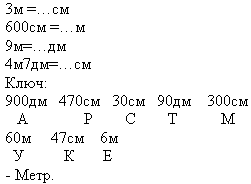 3м =…см
600см =…м
9м=…дм
4м7дм=…см
Ключ:
900дм 470см 30см 90дм 300см
А Р С Т М
60м 47см 6м
У К Е
- Метр.